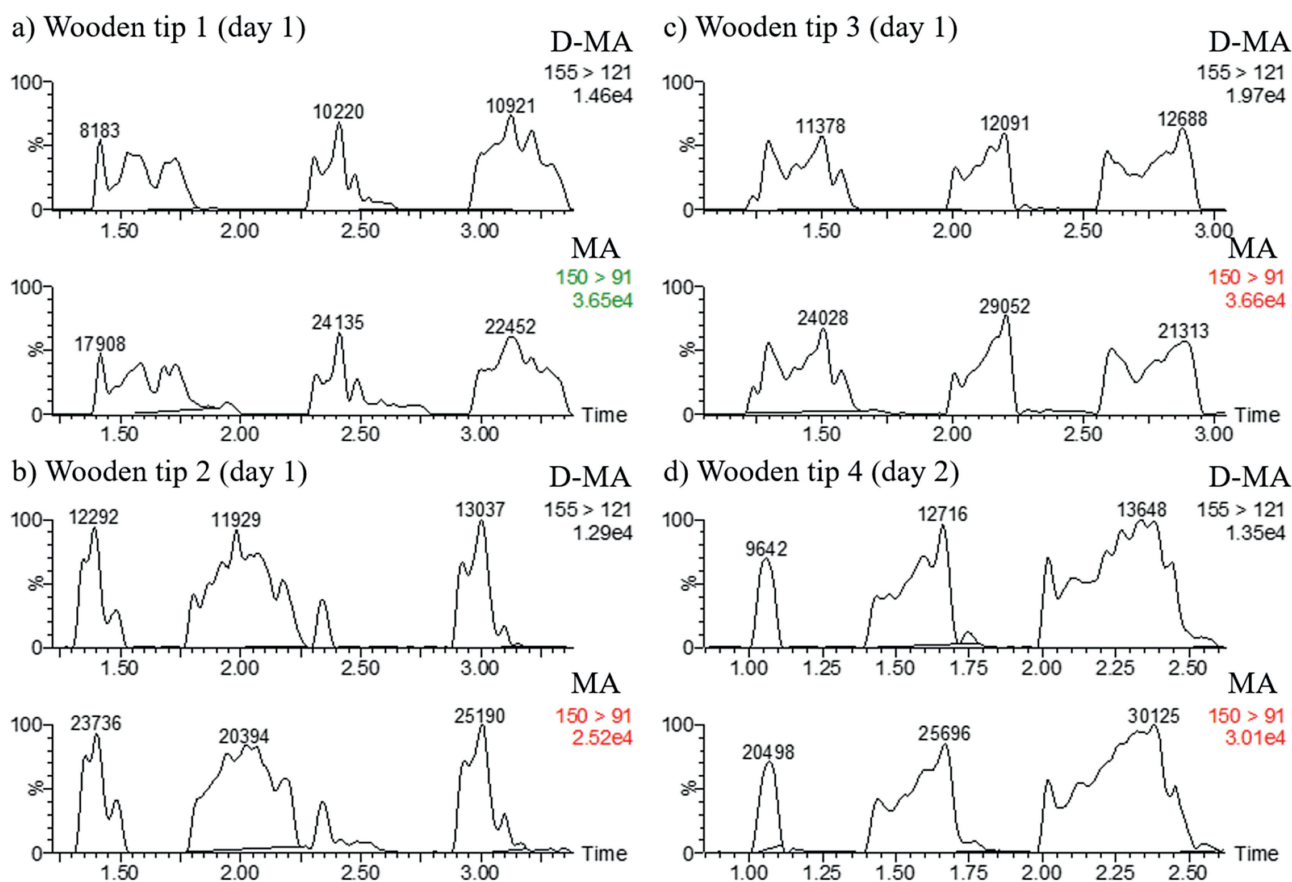 a) Wooden tip 1 (day 1)
D-MA
155 > 121
1.46e4
100
%
0
8183
10220
10921
1.50
2.00
2.50
3.00
MA
150 > 91
3.65e4
100
%
0
17908
24135
22452
1.50
2.00
2.50
3.00
Time
b) Wooden tip 2 (day 1)
D-MA
155 > 121
1.29e4
100
%
0
12292
11929
13037
1.50
2.00
2.50
3.00
MA
150 > 91
2.52e4
100
%
0
23736
20394
25190
1.50
2.00
2.50
3.00
Time
c) Wooden tip 3 (day 1)
D-MA
155 > 121
1.97e4
100
%
0
11378
12091
12688
1.50
2.00
2.50
3.00
MA
150 > 91
3.66e4
100
%
0
24028
29052
21313
1.50
2.00
2.50
3.00
Time
d) Wooden tip 4 (day 2)
D-MA
155 > 121
1.35e4
100
%
0
9642
12716
13648
1.00
1.25
1.50
1.75
2.00
2.25
2.50
MA
150 > 91
3.01e4
100
%
0
20498
25696
30125
1.00
1.25
1.50
1.75
2.00
2.25
2.50
Time